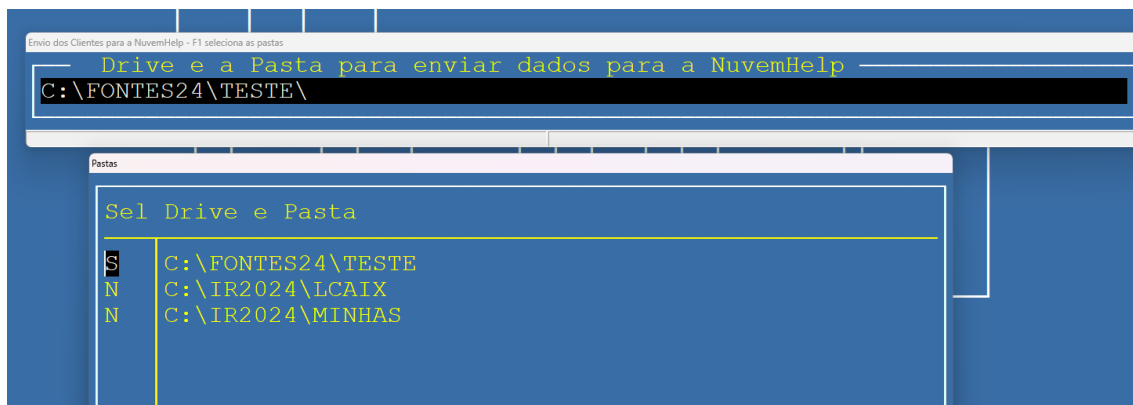 Envio dos Clientes para a NuvemHelp - F1 seleciona as pastas
Drive e a Pasta para enviar dados para a NuvemHelp
C:\FONTES24\TESTE\
Pastas
Sel Drive e Pasta
S C:\FONTES24\TESTE
N C:\IR2024\LCAIX
N C:\IR2024\MINHAS